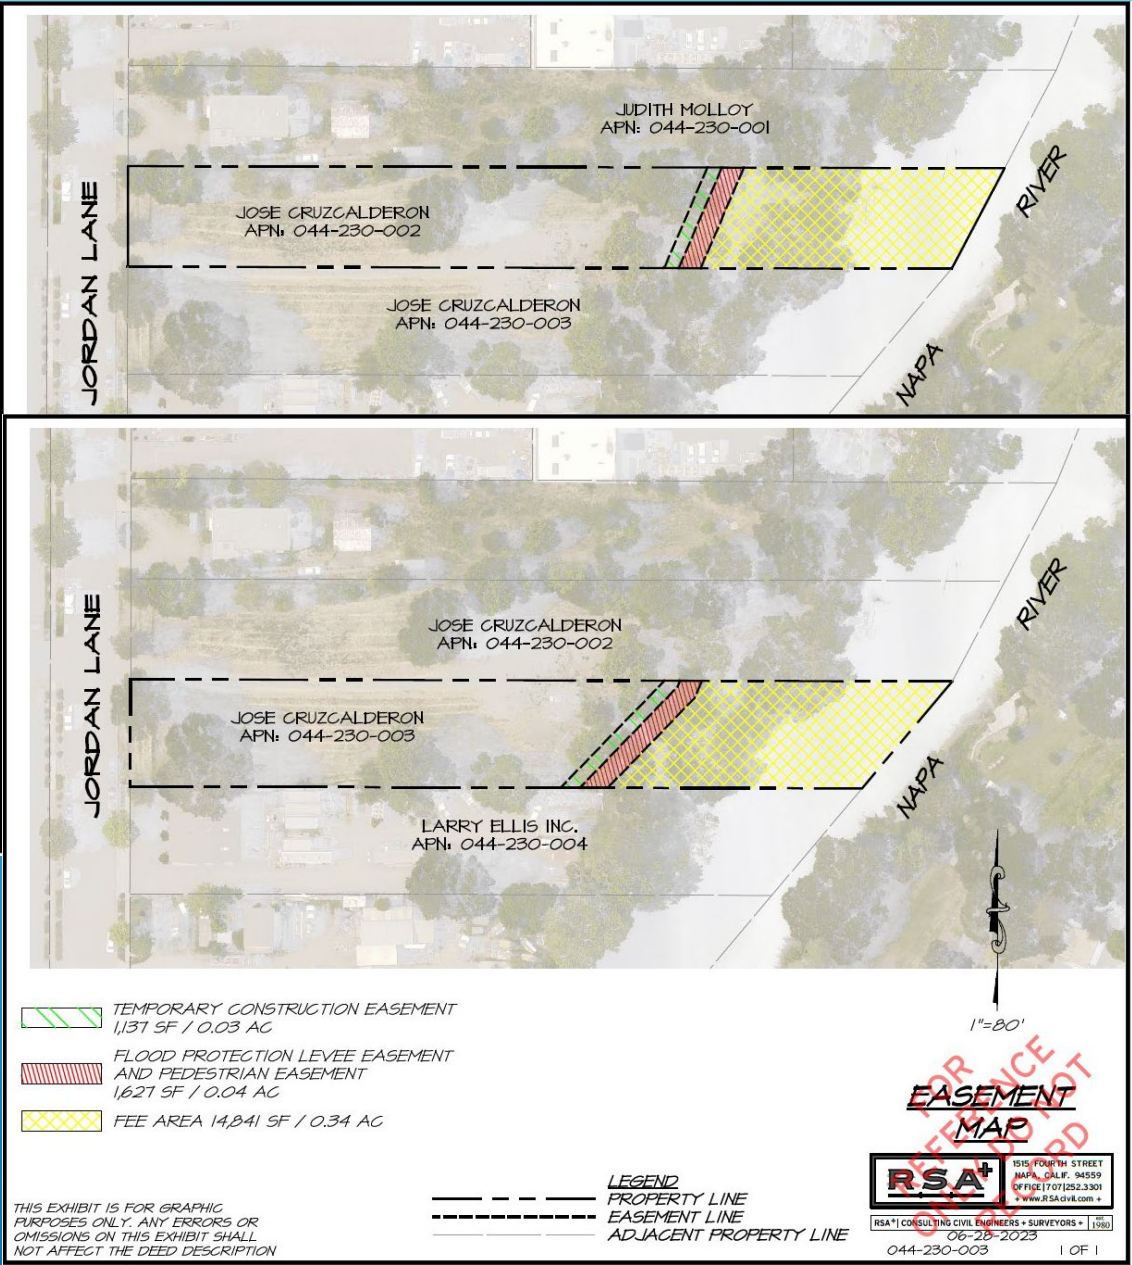 JUDITH MOLLOY
APN: 044-230-001
RIVER
JORDAN LANE
JOSE CRUZCALDERON
APN: 044-230-002
JOSE CRUZCALDERON
APN: 044-230-003
NAPA
RIVER
JORDAN LANE
JOSE CRUZCALDERON
APN: 044-230-002
JOSE CRUZCALDERON
APN: 044-230-003
NAPA
LARRY ELLIS INC.
APN: 044-230-004
TEMPORARY CONSTRUCTION EASEMENT
1,137 SF / 0.03 AC
FLOOD PROTECTION LEVEE EASEMENT
AND PEDESTRIAN EASEMENT
1,627 SF / 0.04 AC
FEE AREA 14,841 SF / 0.34 AC
1"=80'
EASEMENT
MAP
FOR
REFERENCE
ONLY DO NOT
RECORD
RSA+
1515 FOURTH STREET
NAPA, CALIF. 94559
OFFICE|707|252.3301
+ www.RSAcivil.com +
RSA+| CONSULTING CIVIL ENGINEERS + SURVEYORS + est. 1980
06-28-2023
044-230-003 1 OF 1
LEGEND
PROPERTY LINE
EASEMENT LINE
ADJACENT PROPERTY LINE
THIS EXHIBIT IS FOR GRAPHIC
PURPOSES ONLY. ANY ERRORS OR
OMISSIONS ON THIS EXHIBIT SHALL
NOT AFFECT THE DEED DESCRIPTION